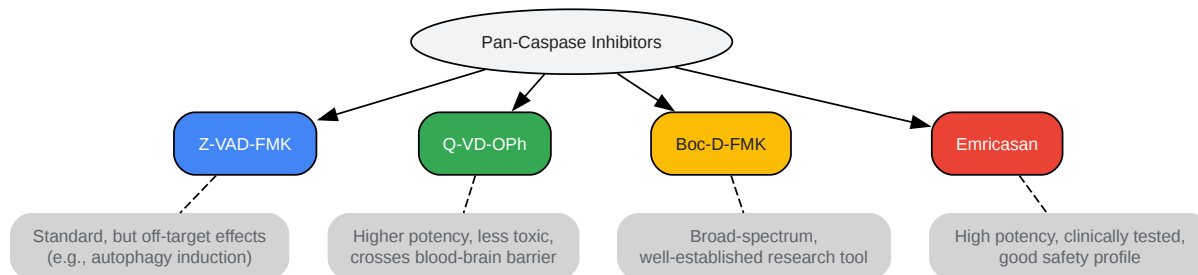 Pan-Caspase Inhibitors
Z-VAD-FMK
Q-VD-OPh
Boc-D-FMK
Emricasan
Standard, but off-target effects
(e.g., autophagy induction)
Higher potency, less toxic,
crosses blood-brain barrier
Broad-spectrum,
well-established research tool
High potency, clinically tested,
good safety profile